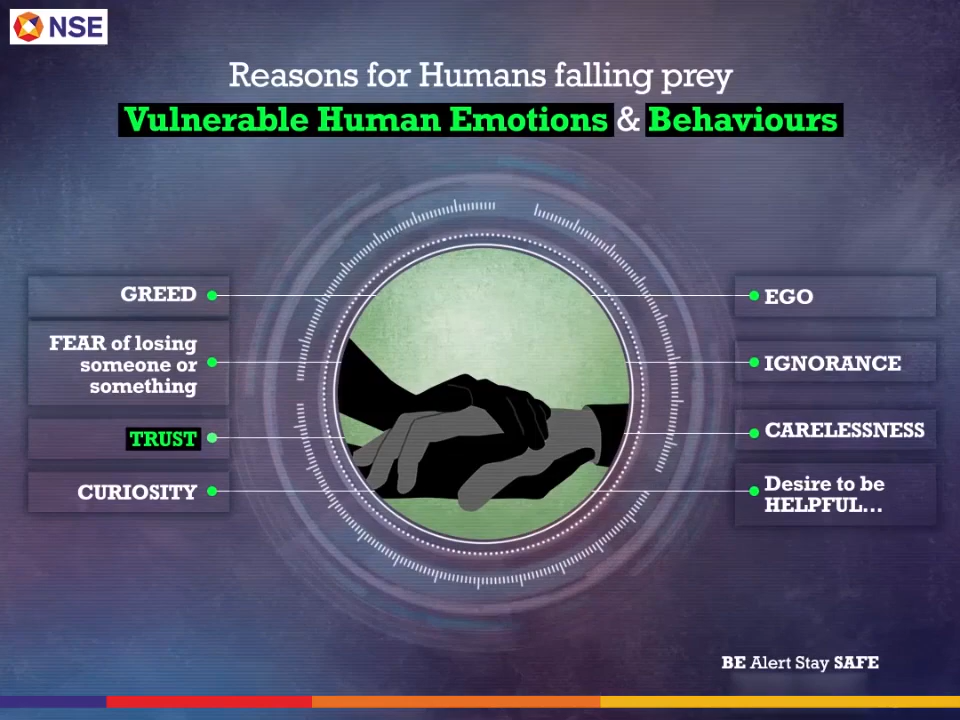 NSE
Reasons for Humans falling prey
Vulnerable Human Emotions & Behaviours
GREED
FEAR of losing
someone or
something
TRUST
CURIOSITY
EGO
IGNORANCE
CARELESSNESS
Desire to be
HELPFUL...
BE Alert Stay SAFE